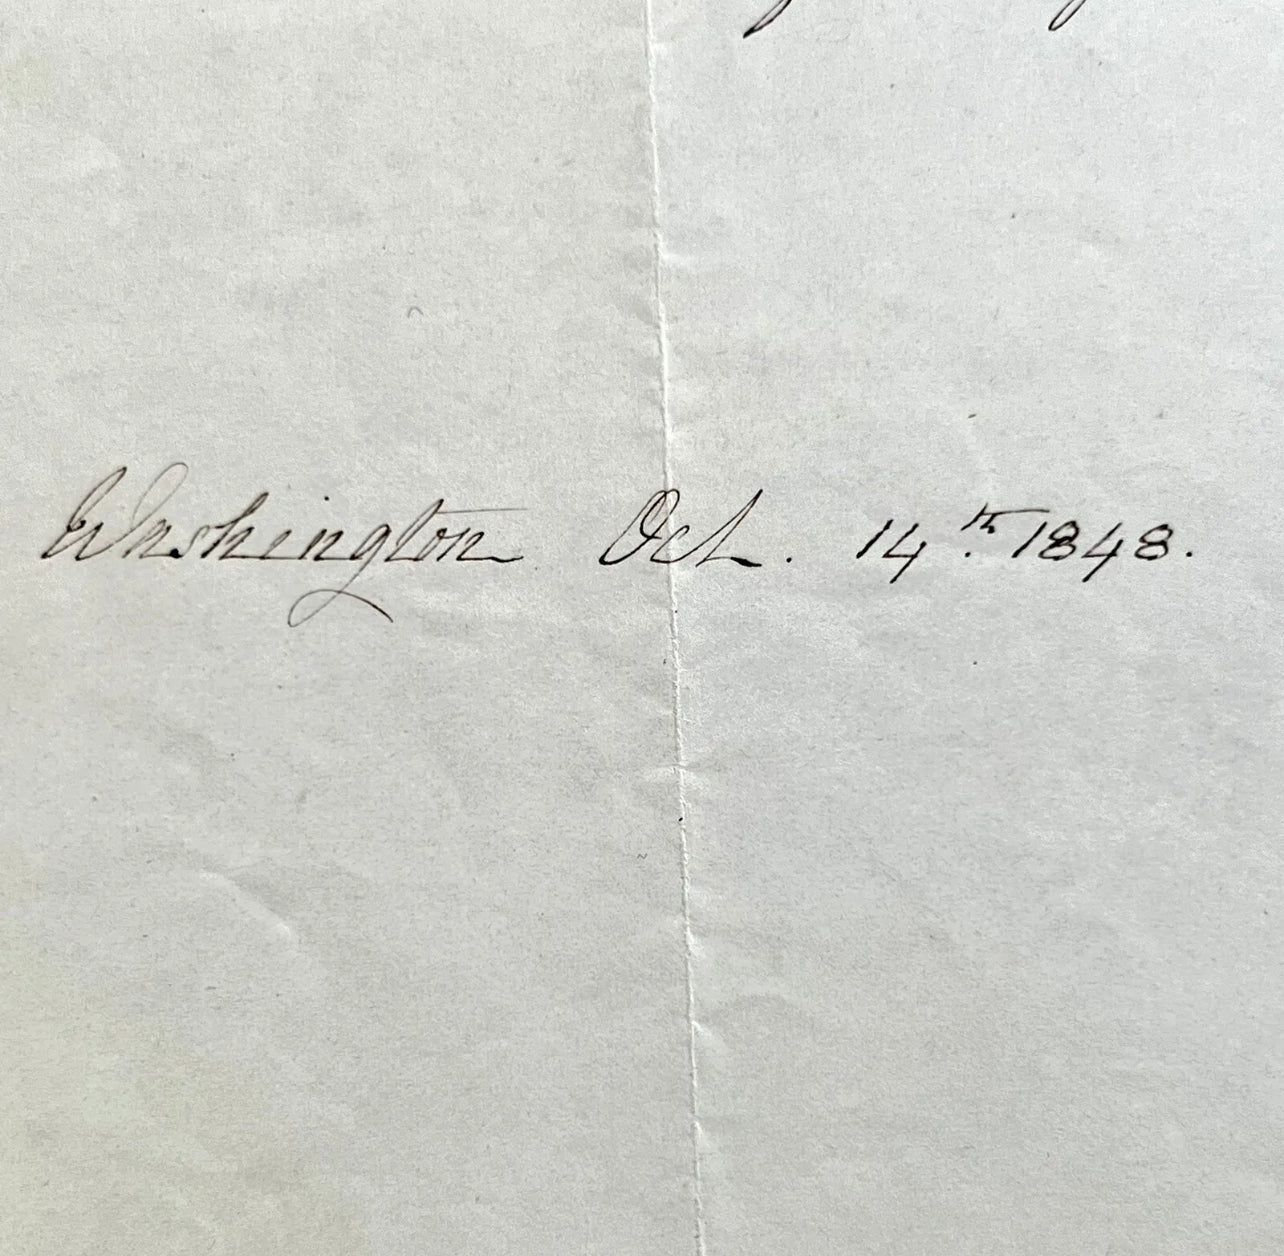 Washington Oct. 14th. 1848.